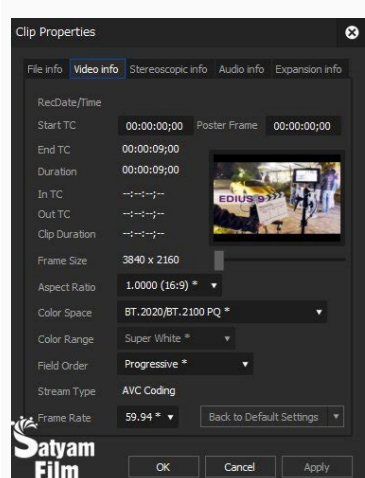 Clip Properties
File info Video info Stereoscopic info Audio info Expansion info
RecDate/Time
Start TC 00:00:00;00 Poster Frame 00:00:00;00
End TC 00:00:09;00
Duration 00:00:09;00
In TC --:--:--;--
Out TC --:--:--;--
Clip Duration --:--:--;--
EDIUS 9
Frame Size 3840 x 2160
Aspect Ratio 1.0000 (16:9) *
Color Space BT.2020/BT.2100 PQ *
Color Range Super White *
Field Order Progressive *
Stream Type AVC Coding
Frame Rate 59.94 * Back to Default Settings
Satyam
Film
OK Cancel Apply